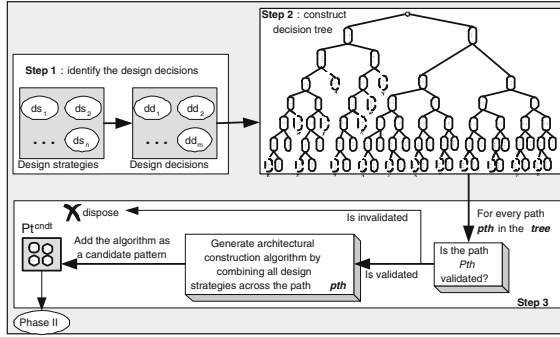 Step 1 : identify the design decisions
ds1 ds2
... dsn
Design strategies
dd1 dd2
... ddm
Design decisions
Step 2 : construct
decision tree
For every path
pth in the tree
Is the path
Pth
validated?
Is invalidated
dispose
Is validated
Generate architectural
construction algorithm by
combining all design
strategies across the path pth
Add the algorithm as
a candidate pattern
Ptcndt
Phase II
Step 3